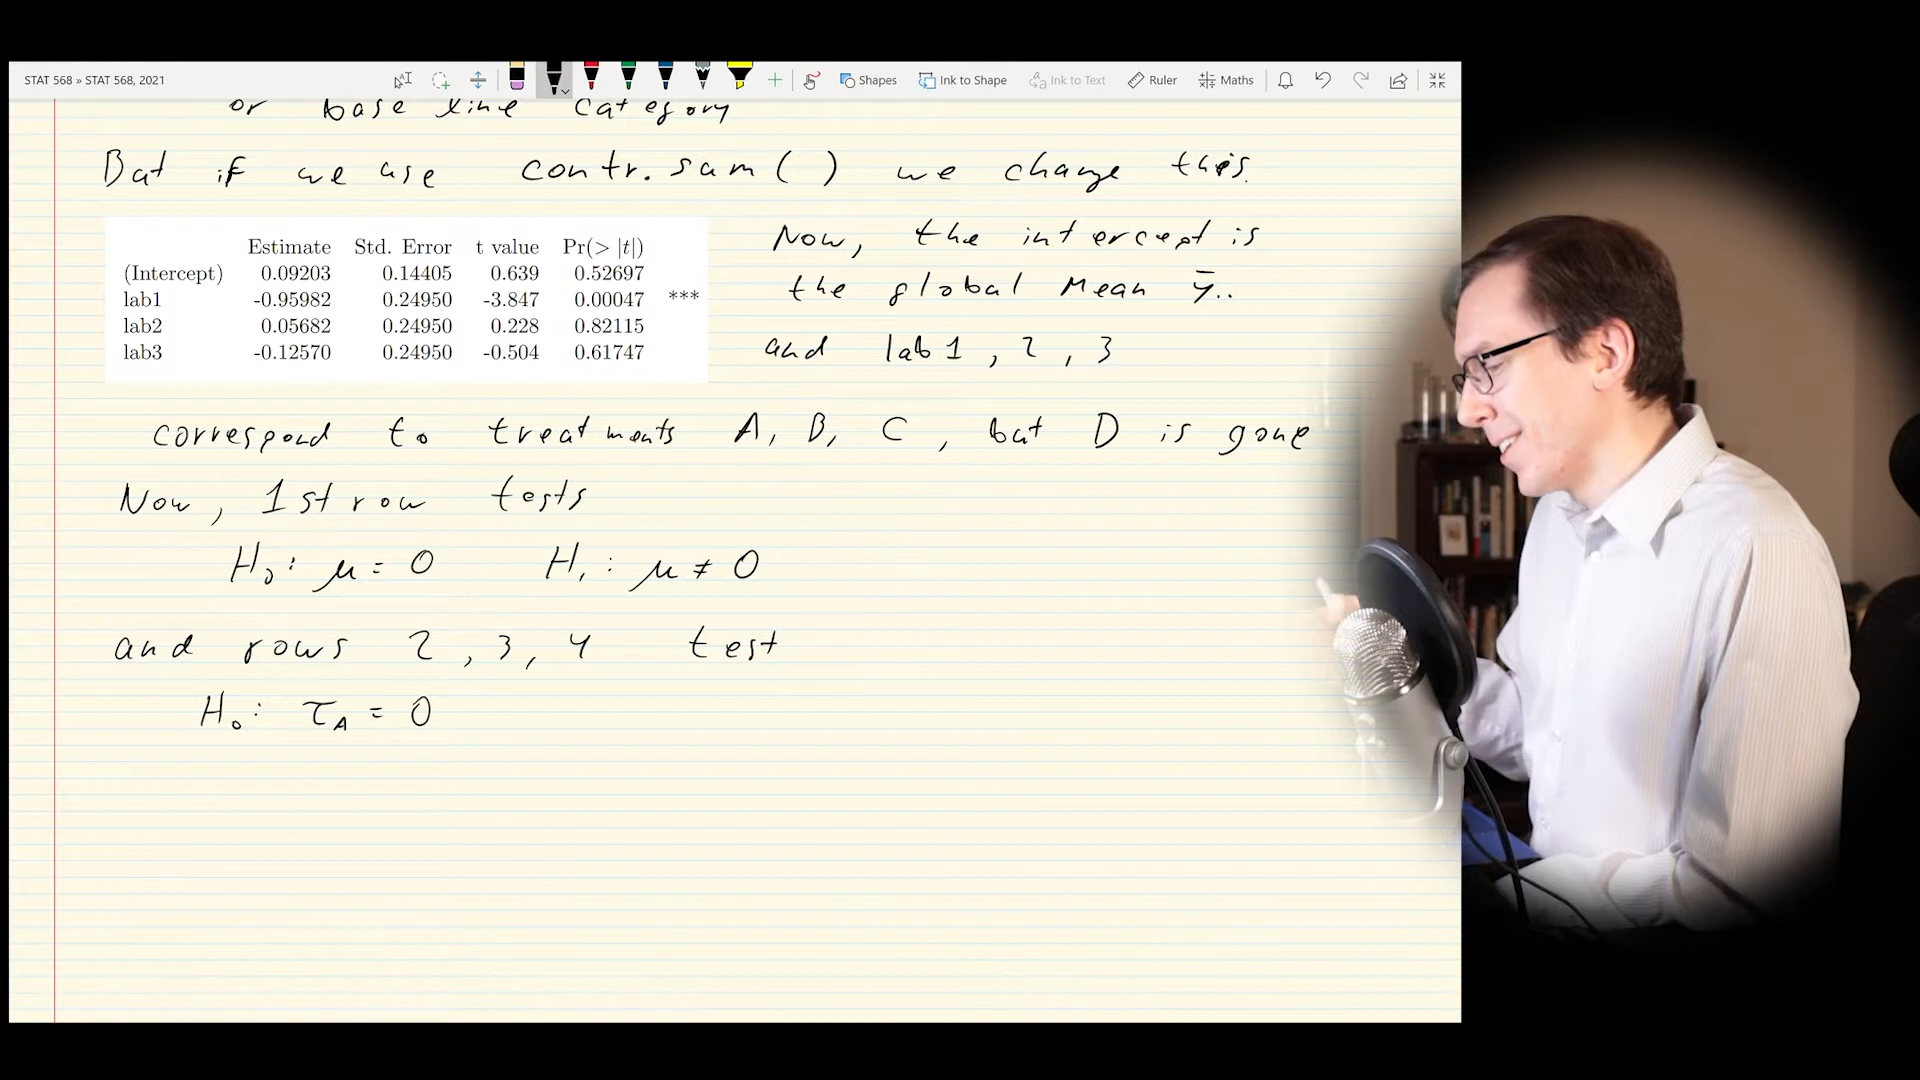 STAT 568 » STAT 568, 2021
Shapes Ink to Shape Ink to Text Ruler Maths
or base line category
But if we use contr.sum() we change this.
Estimate Std. Error t value Pr(> |t|)
(Intercept) 0.09203 0.14405 0.639 0.52697
lab1 -0.95982 0.24950 -3.847 0.00047 ***
lab2 0.05682 0.24950 0.228 0.82115
lab3 -0.12570 0.24950 -0.504 0.61747
Now, the intercept is
the global Mean ȳ..
and lab 1, 2, 3
correspond to treatments A, B, C, but D is gone
Now, 1st row tests
H₀: μ = 0 H₁: μ ≠ 0
and rows 2, 3, 4 test
H₀: τ_A = 0